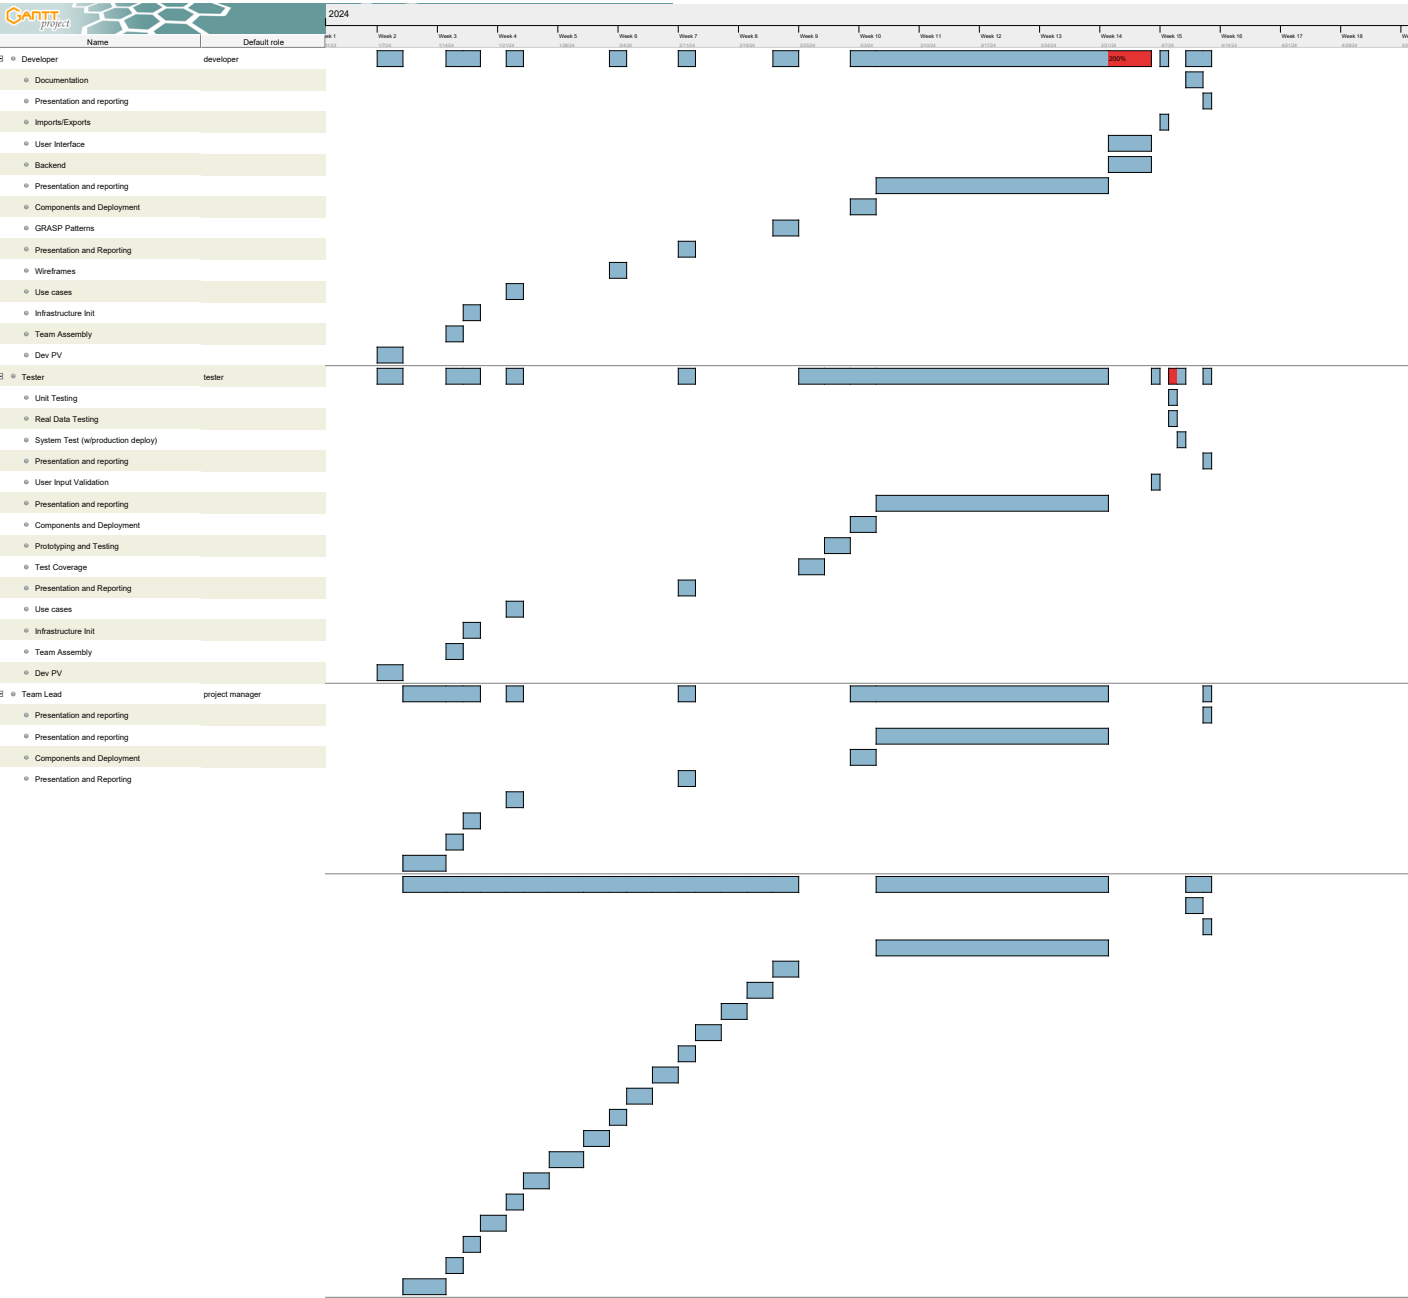 GANTT
project
2024
Name Default role
Week 2 Week 3 Week 4 Week 5 Week 6 Week 7 Week 8 Week 9 Week 10 Week 11 Week 12 Week 13 Week 14 Week 15 Week 16 Week 17 Week 18
Developer developer 200%
Documentation
Presentation and reporting
Imports/Exports
User Interface
Backend
Presentation and reporting
Components and Deployment
GRASP Patterns
Presentation and Reporting
Wireframes
Use cases
Infrastructure Init
Team Assembly
Dev PV
Tester tester
Unit Testing
Real Data Testing
System Test (w/production deploy)
Presentation and reporting
User Input Validation
Presentation and reporting
Components and Deployment
Prototyping and Testing
Test Coverage
Presentation and Reporting
Use cases
Infrastructure Init
Team Assembly
Dev PV
Team Lead project manager
Presentation and reporting
Presentation and reporting
Components and Deployment
Presentation and Reporting